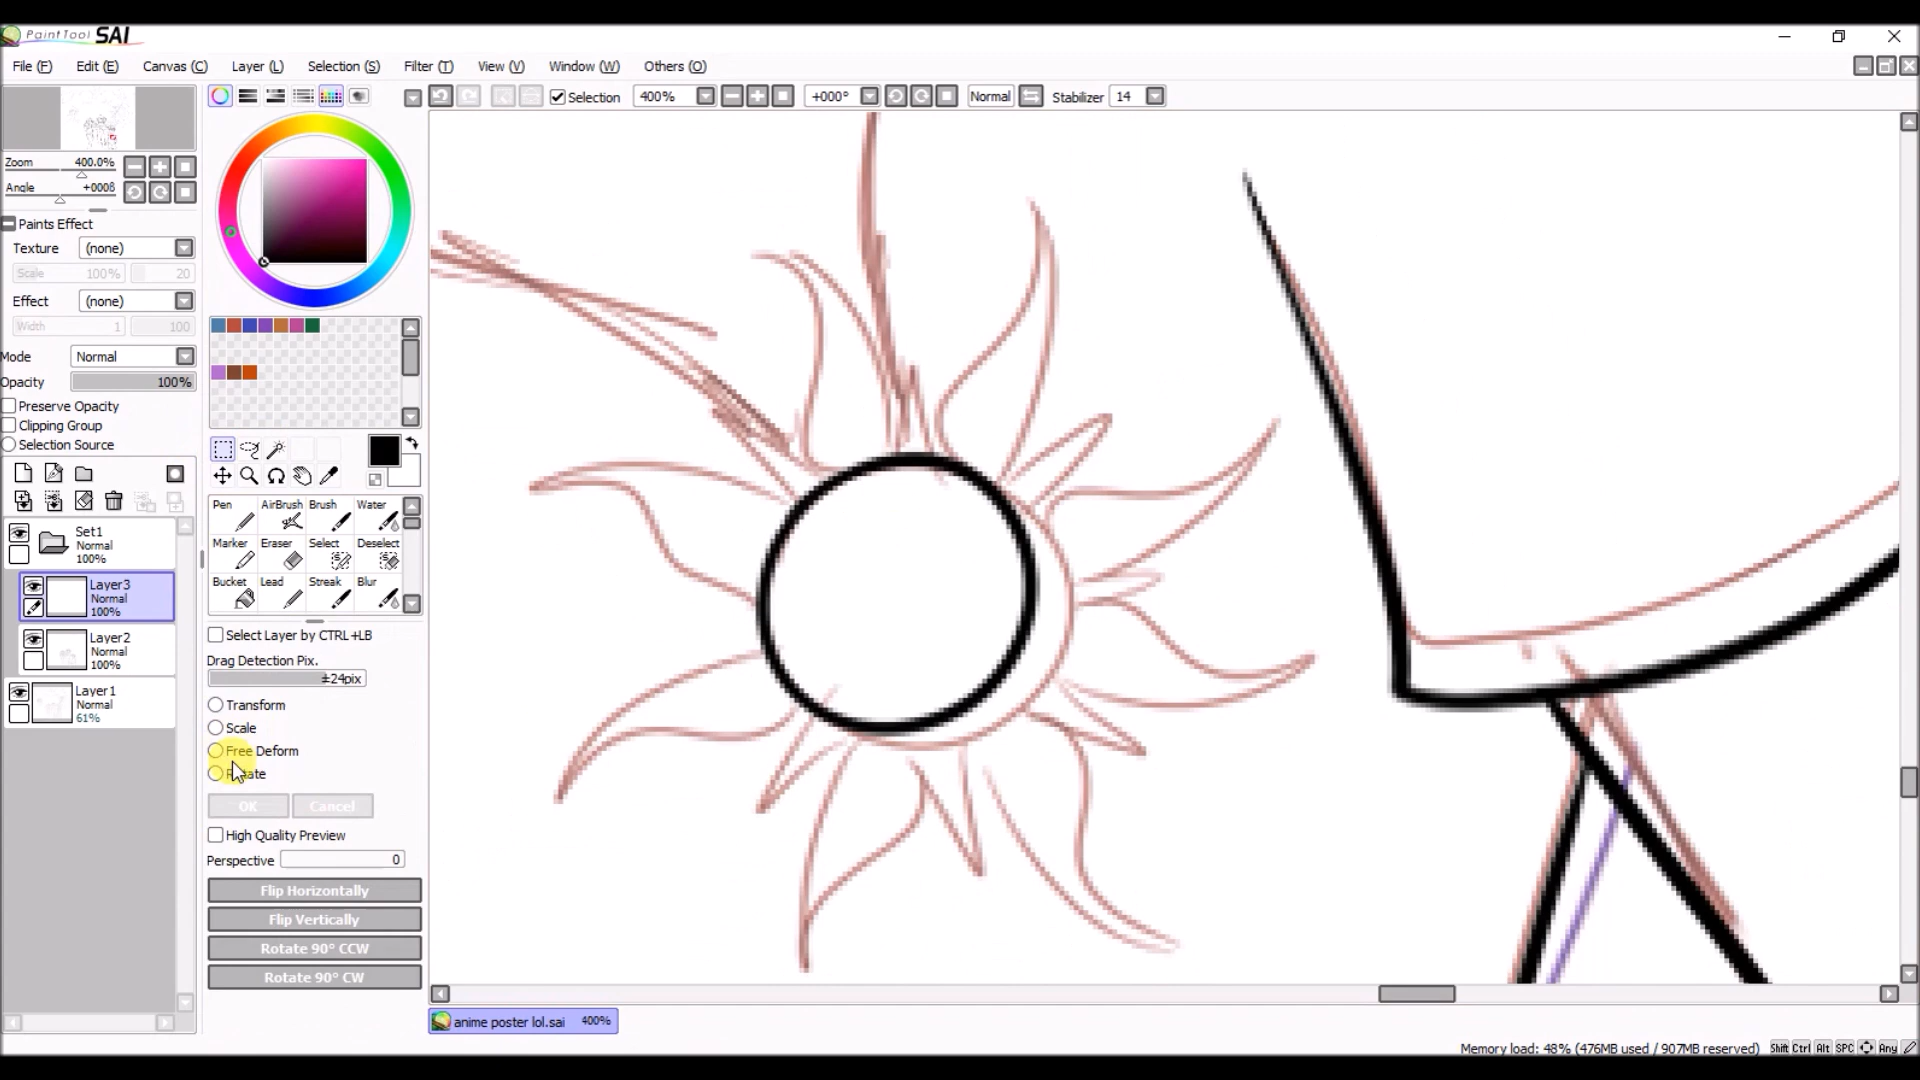 PaintTool SAI
File (F) Edit (E) Canvas (C) Layer (L) Selection (S) Filter (T) View (V) Window (W) Others (O)
Selection 400% +000° Normal Stabilizer 14
Zoom 400.0%
Angle +000ß
Paints Effect
Texture (none)
Scale 100% 20
Effect (none)
Width 1 100
Mode Normal
Opacity 100%
Preserve Opacity
Clipping Group
Selection Source
Set1
Normal
100%
Layer3
Normal
100%
Layer2
Normal
100%
Layer1
Normal
61%
Pen AirBrush Brush Water
Marker Eraser Select Deselect
Bucket Lead Streak Blur
Select Layer by CTRL+LB
Drag Detection Pix.
±24pix
Transform
Scale
Free Deform
Rotate
OK Cancel
High Quality Preview
Perspective 0
Flip Horizontally
Flip Vertically
Rotate 90° CCW
Rotate 90° CW
anime poster lol.sai 400%
Memory load: 48% (476MB used / 907MB reserved) Shift Ctrl Alt SPC Any